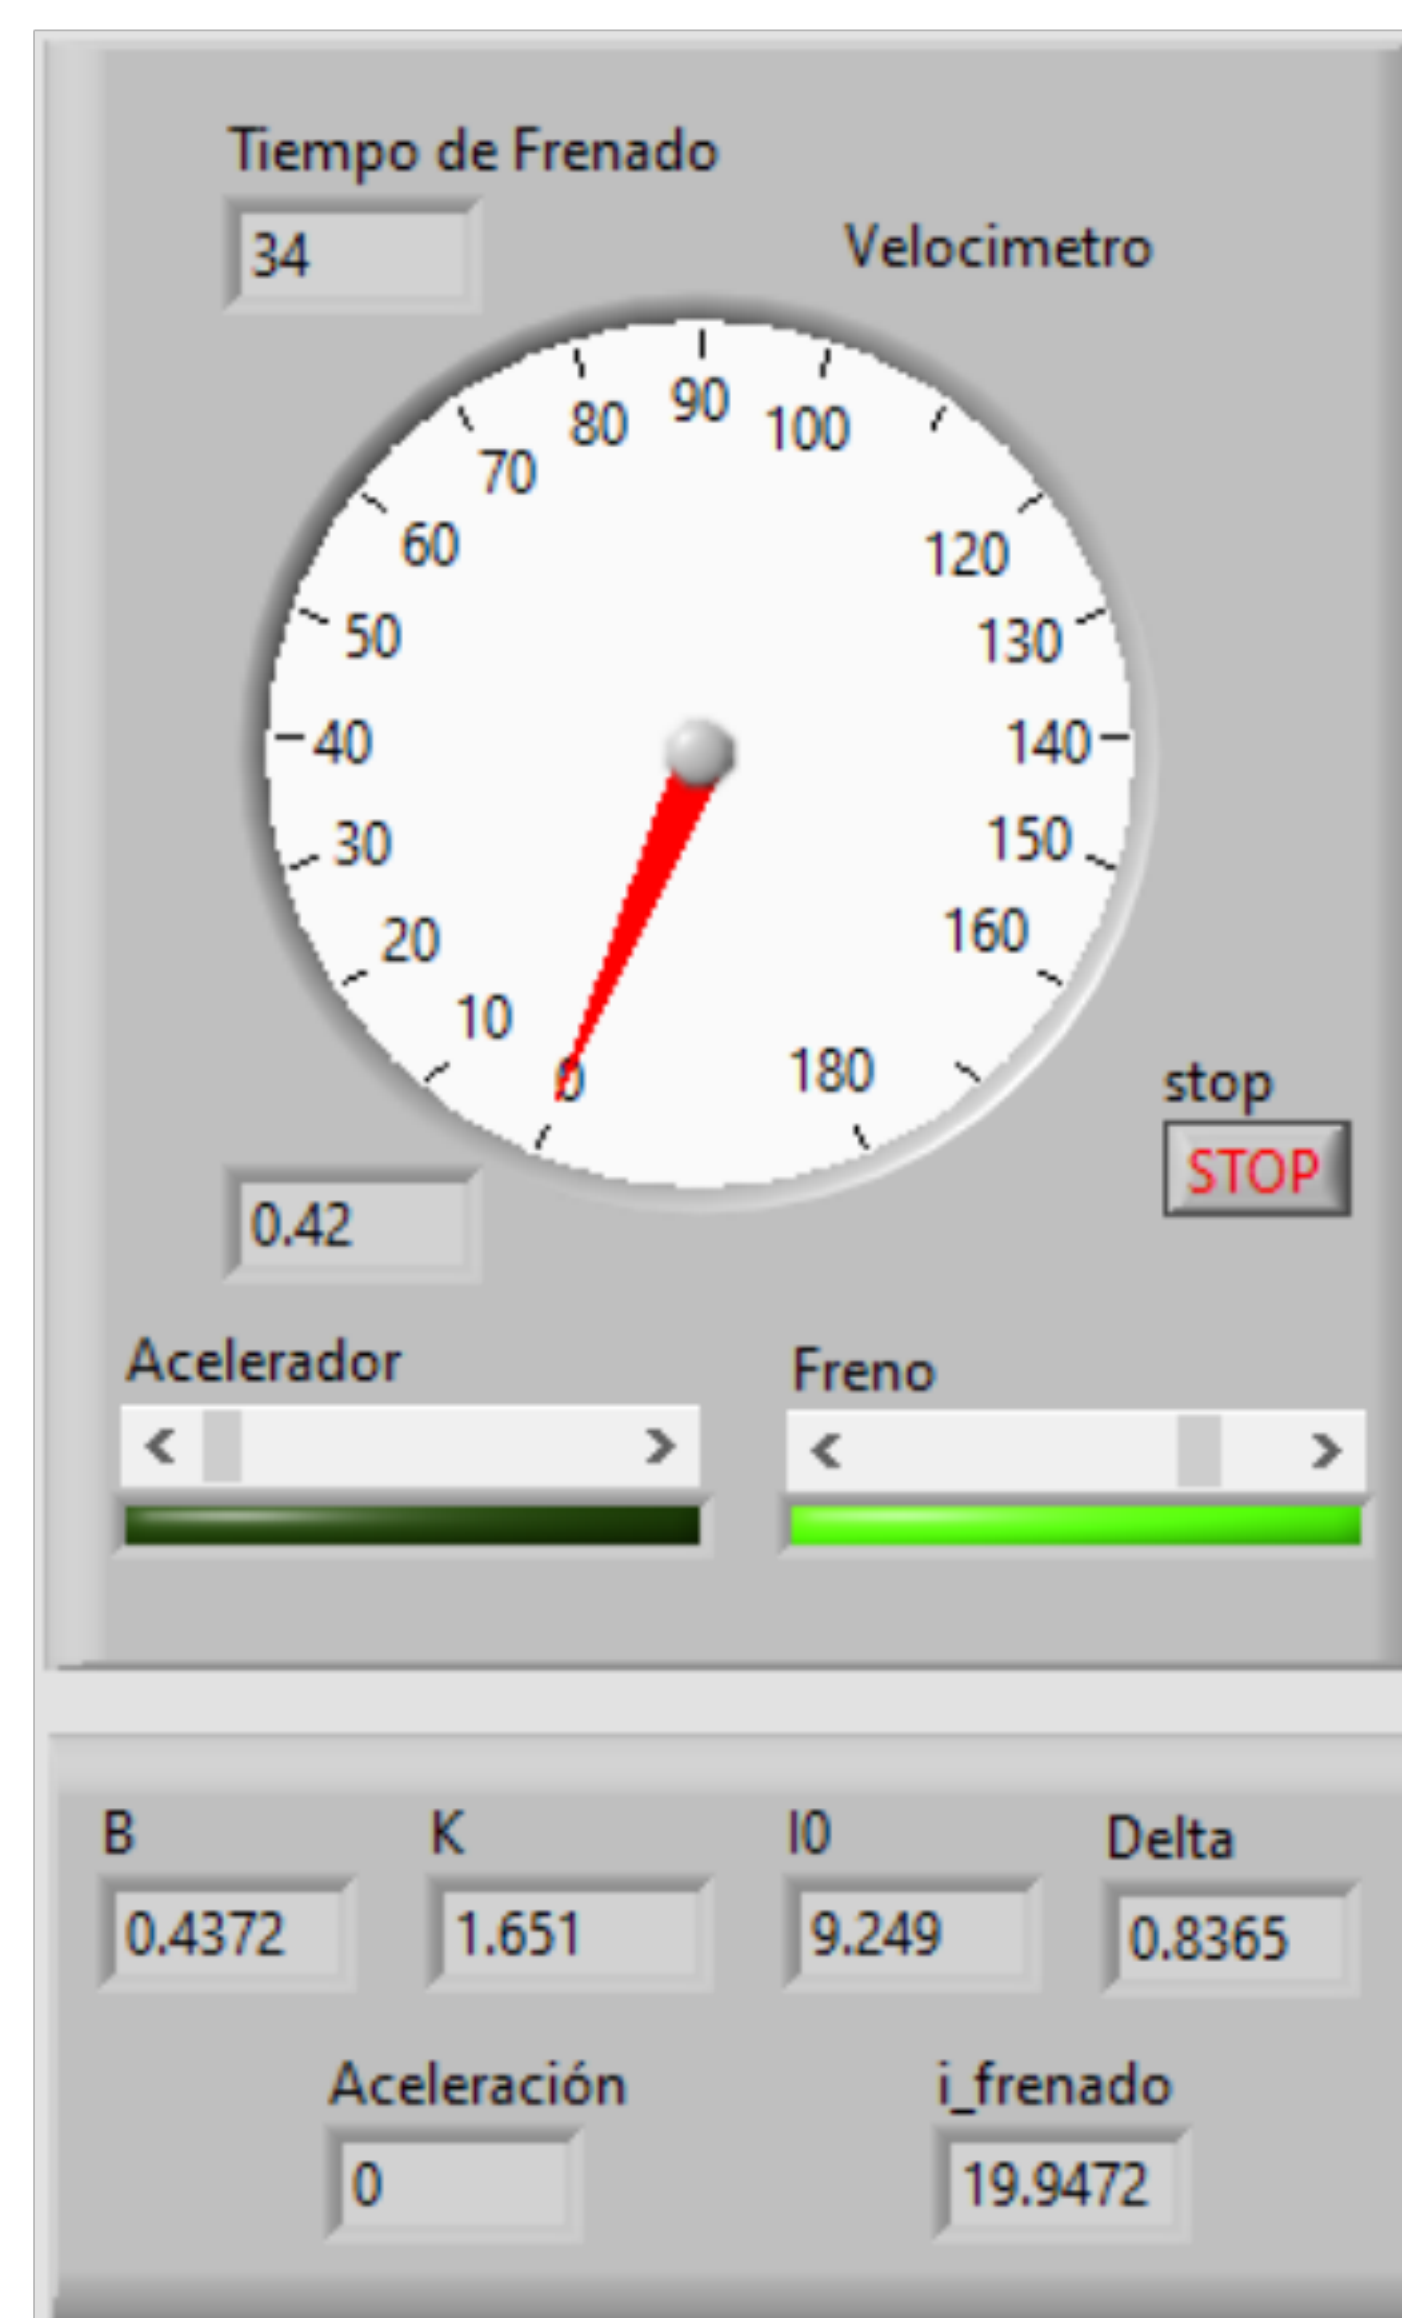 Tiempo de Frenado
34
Velocimetro
90
80
100
70
60
120
50
130
40
140
30
150
20
160
10
0
180
stop
STOP
0.42
Acelerador
Freno
< >
< >
B K I0 Delta
0.4372 1.651 9.249 0.8365
Aceleración i_frenado
0 19.9472